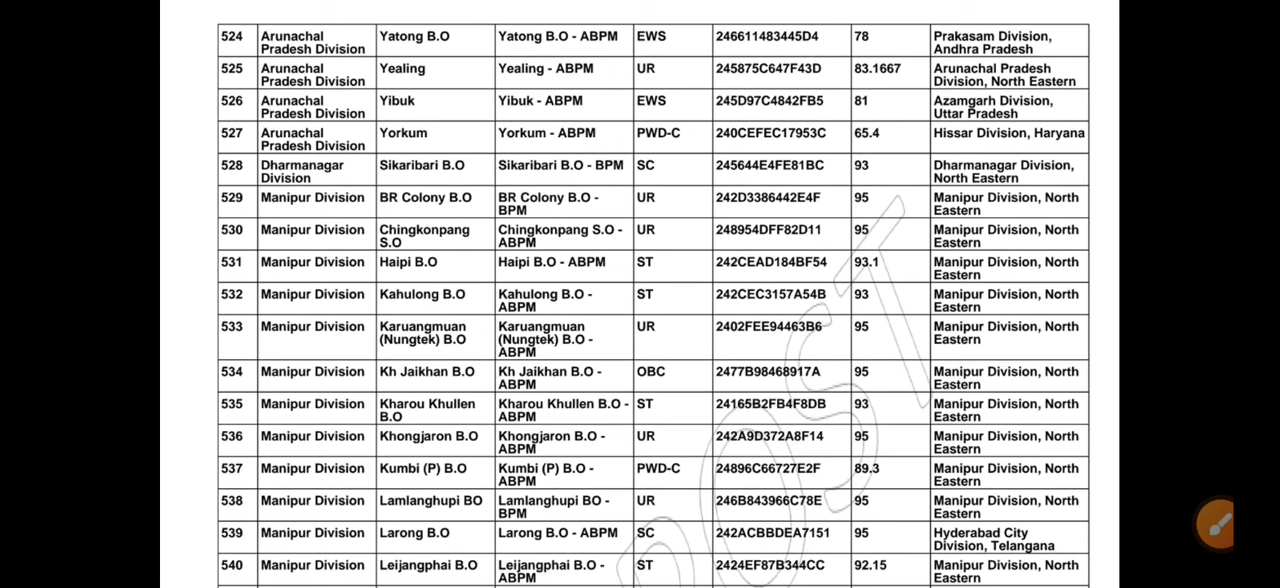 524 Arunachal Yatong B.O Yatong B.O - ABPM EWS 246611483445D4 78 Prakasam Division,
Pradesh Division Andhra Pradesh
525 Arunachal Yealing Yealing - ABPM UR 245875C647F43D 83.1667 Arunachal Pradesh
Pradesh Division Division, North Eastern
526 Arunachal Yibuk Yibuk - ABPM EWS 245D97C4842FB5 81 Azamgarh Division,
Pradesh Division Uttar Pradesh
527 Arunachal Yorkum Yorkum - ABPM PWD-C 240CEFEC17953C 65.4 Hissar Division, Haryana
Pradesh Division
528 Dharmanagar Sikaribari B.O Sikaribari B.O - BPM SC 245644E4FE81BC 93 Dharmanagar Division,
Division North Eastern
529 Manipur Division BR Colony B.O BR Colony B.O - UR 242D3386442E4F 95 Manipur Division, North
BPM Eastern
530 Manipur Division Chingkonpang Chingkonpang S.O - UR 248954DFF82D11 95 Manipur Division, North
S.O ABPM Eastern
531 Manipur Division Haipi B.O Haipi B.O - ABPM ST 242CEAD184BF54 93.1 Manipur Division, North
Eastern
532 Manipur Division Kahulong B.O Kahulong B.O - ST 242CEC3157A54B 93 Manipur Division, North
ABPM Eastern
533 Manipur Division Karuangmuan Karuangmuan UR 2402FEE94463B6 95 Manipur Division, North
(Nungtek) B.O (Nungtek) B.O - Eastern
ABPM
534 Manipur Division Kh Jaikhan B.O Kh Jaikhan B.O - OBC 2477B98468917A 95 Manipur Division, North
ABPM Eastern
535 Manipur Division Kharou Khullen Kharou Khullen B.O - ST 24165B2FB4F8DB 93 Manipur Division, North
B.O ABPM Eastern
536 Manipur Division Khongjaron B.O Khongjaron B.O - UR 242A9D372A8F14 95 Manipur Division, North
ABPM Eastern
537 Manipur Division Kumbi (P) B.O Kumbi (P) B.O - PWD-C 24896C66727E2F 89.3 Manipur Division, North
ABPM Eastern
538 Manipur Division Lamlanghupi BO Lamlanghupi BO - UR 246B843966C78E 95 Manipur Division, North
BPM Eastern
539 Manipur Division Larong B.O Larong B.O - ABPM SC 242ACBBDEA7151 95 Hyderabad City
Division, Telangana
540 Manipur Division Leijangphai B.O Leijangphai B.O - ST 2424EF87B344CC 92.15 Manipur Division, North
ABPM Eastern
POST